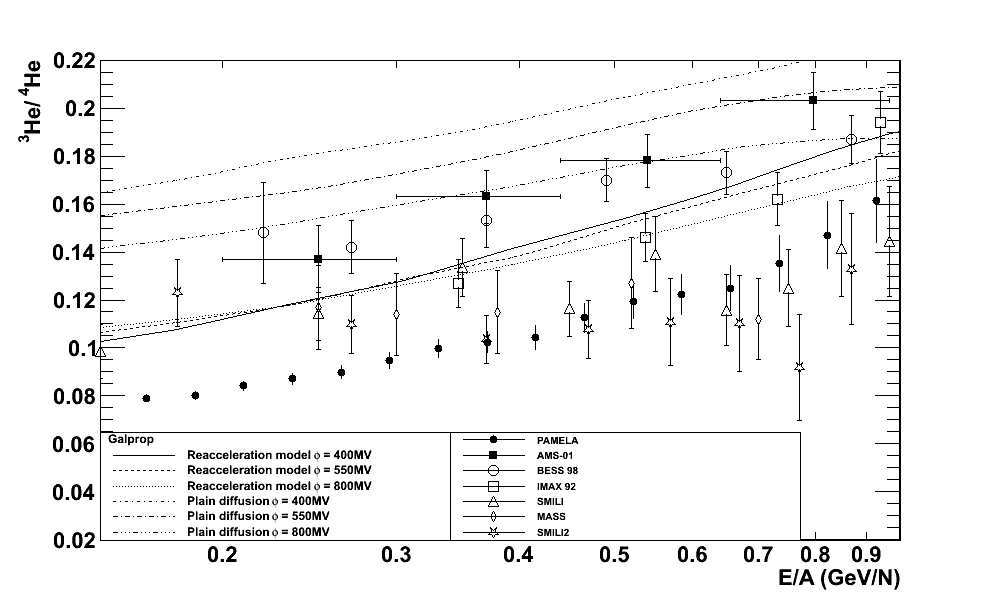 ³He/ ⁴He
0.22
0.2
0.18
0.16
0.14
0.12
0.1
0.08
0.06
0.04
0.02
Galprop
Reacceleration model ϕ = 400MV
Reacceleration model ϕ = 550MV
Reacceleration model ϕ = 800MV
Plain diffusion ϕ = 400MV
Plain diffusion ϕ = 550MV
Plain diffusion ϕ = 800MV
PAMELA
AMS-01
BESS 98
IMAX 92
SMILI
MASS
SMILI2
0.2 0.3 0.4 0.5 0.6 0.7 0.8 0.9
E/A (GeV/N)